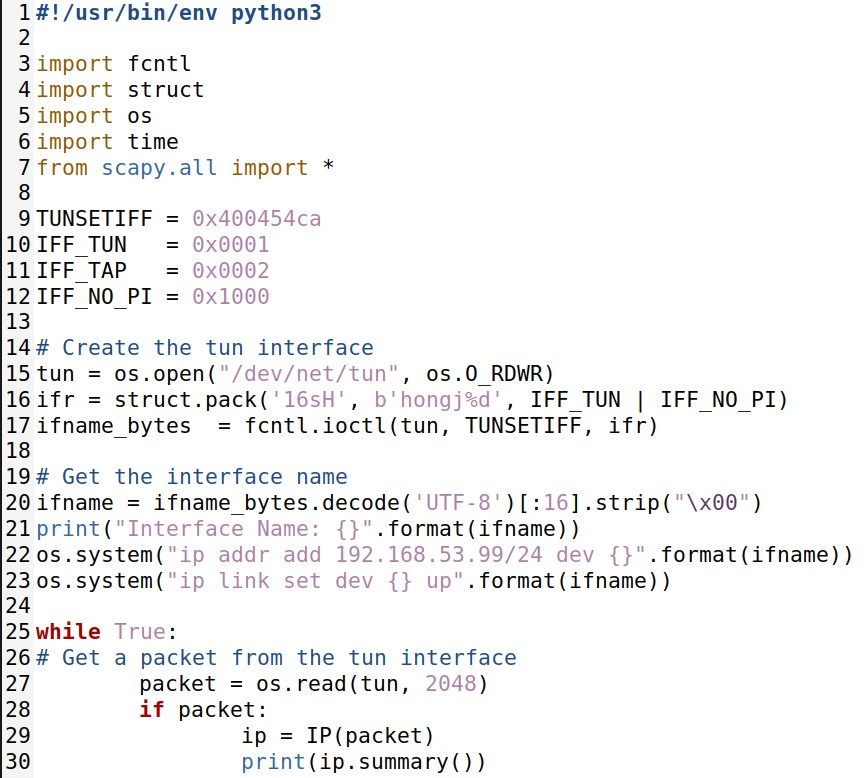 1 #!/usr/bin/env python3
2
3 import fcntl
4 import struct
5 import os
6 import time
7 from scapy.all import *
8
9 TUNSETIFF = 0x400454ca
10 IFF_TUN   = 0x0001
11 IFF_TAP   = 0x0002
12 IFF_NO_PI = 0x1000
13
14 # Create the tun interface
15 tun = os.open("/dev/net/tun", os.O_RDWR)
16 ifr = struct.pack('16sH', b'hongj%d', IFF_TUN | IFF_NO_PI)
17 ifname_bytes  = fcntl.ioctl(tun, TUNSETIFF, ifr)
18
19 # Get the interface name
20 ifname = ifname_bytes.decode('UTF-8')[:16].strip("\x00")
21 print("Interface Name: {}".format(ifname))
22 os.system("ip addr add 192.168.53.99/24 dev {}".format(ifname))
23 os.system("ip link set dev {} up".format(ifname))
24
25 while True:
26 # Get a packet from the tun interface
27         packet = os.read(tun, 2048)
28         if packet:
29                 ip = IP(packet)
30                 print(ip.summary())